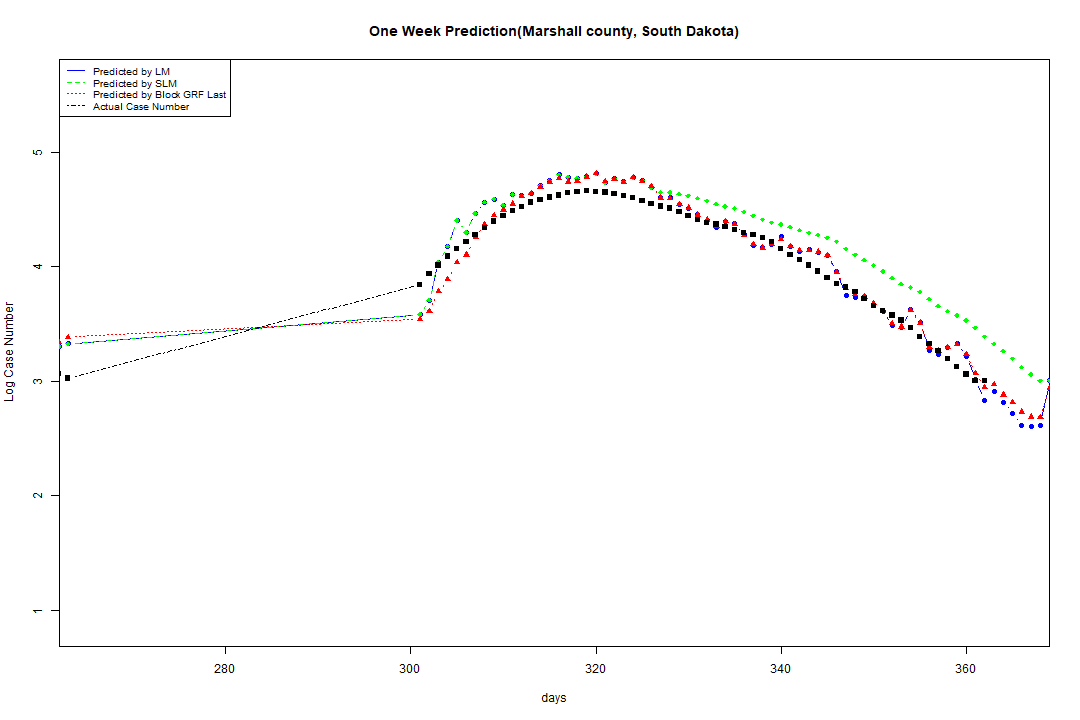 One Week Prediction(Marshall county, South Dakota)
Predicted by LM
Predicted by SLM
Predicted by Block GRF Last
Actual Case Number
5
4
3
2
1
Log Case Number
280 300 320 340 360
days